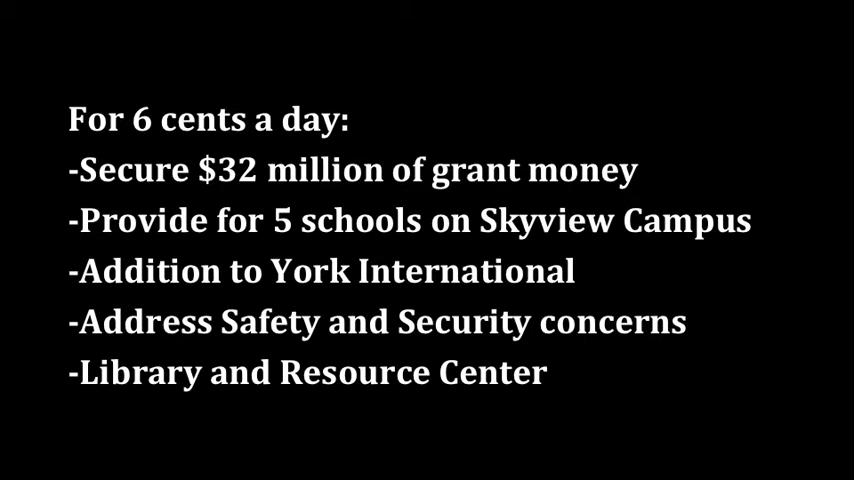 For 6 cents a day:
-Secure $32 million of grant money
-Provide for 5 schools on Skyview Campus
-Addition to York International
-Address Safety and Security concerns
-Library and Resource Center